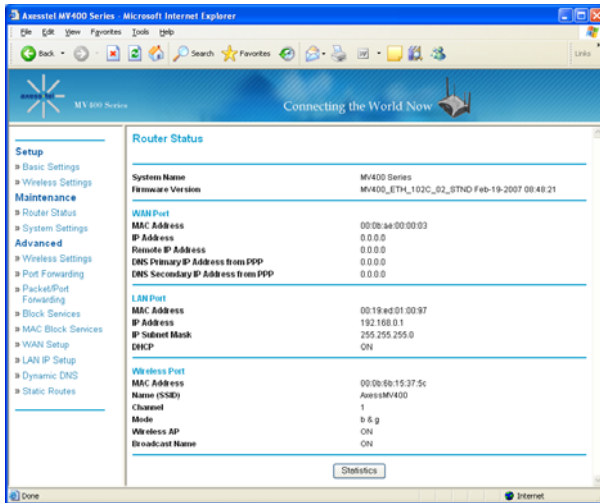 Axesstel MV400 Series - Microsoft Internet Explorer
File Edit View Favorites Tools Help
Back Search Favorites Links
axesstel MV400 Series Connecting the World Now
Router Status
Setup
Basic Settings
Wireless Settings
Maintenance
Router Status
System Settings
Advanced
Wireless Settings
Port Forwarding
Packet/Port
Forwarding
Block Services
MAC Block Services
WAN Setup
LAN IP Setup
Dynamic DNS
Static Routes
System Name MV400 Series
Firmware Version MV400_ETH_102C_02_STND Feb-19-2007 08:48:21
WAN Port
MAC Address 00:0b:ae:00:00:03
IP Address 0.0.0.0
Remote IP Address 0.0.0.0
DNS Primary IP Address from PPP 0.0.0.0
DNS Secondary IP Address from PPP 0.0.0.0
LAN Port
MAC Address 00:19:ed:01:00:97
IP Address 192.168.0.1
IP Subnet Mask 255.255.255.0
DHCP ON
Wireless Port
MAC Address 00:0b:6b:15:37:5c
Name (SSID) AxessMV400
Channel 1
Mode b & g
Wireless AP ON
Broadcast Name ON
Statistics
Done Internet